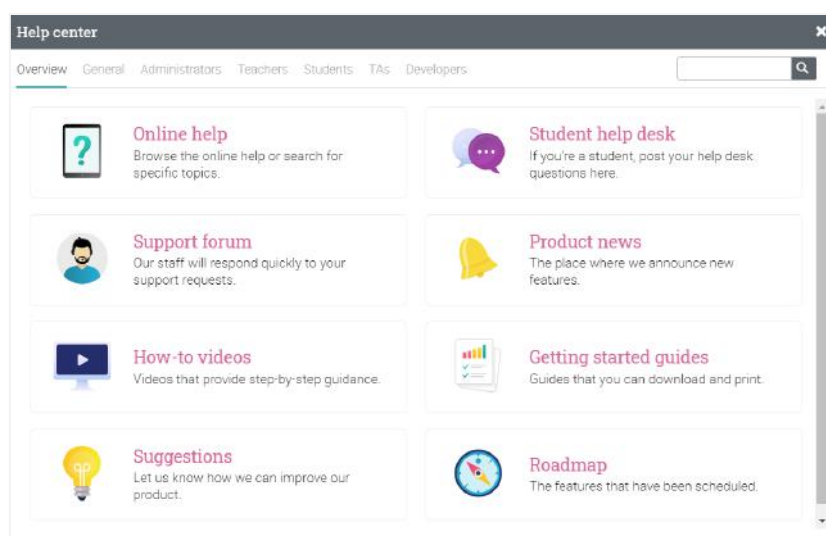 Help center
Overview General Administrators Teachers Students TAs Developers
Online help
Browse the online help or search for
specific topics.
Student help desk
If you're a student, post your help desk
questions here.
Support forum
Our staff will respond quickly to your
support requests.
Product news
The place where we announce new
features.
How-to videos
Videos that provide step-by-step guidance.
Getting started guides
Guides that you can download and print.
Suggestions
Let us know how we can improve our
product.
Roadmap
The features that have been scheduled.